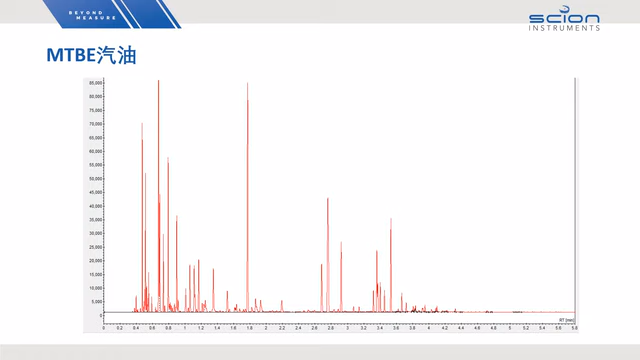 BEYOND
MEASURE
SCION
INSTRUMENTS
MTBE汽油
85,000
80,000
75,000
70,000
65,000
60,000
55,000
50,000
45,000
40,000
35,000
30,000
25,000
20,000
15,000
10,000
5,000
0
0 0.2 0.4 0.6 0.8 1 1.2 1.4 1.6 1.8 2 2.2 2.4 2.6 2.8 3 3.2 3.4 3.6 3.8 4 4.2 4.4 4.6 4.8 5 5.2 5.4 5.6 5.8
RT [min]